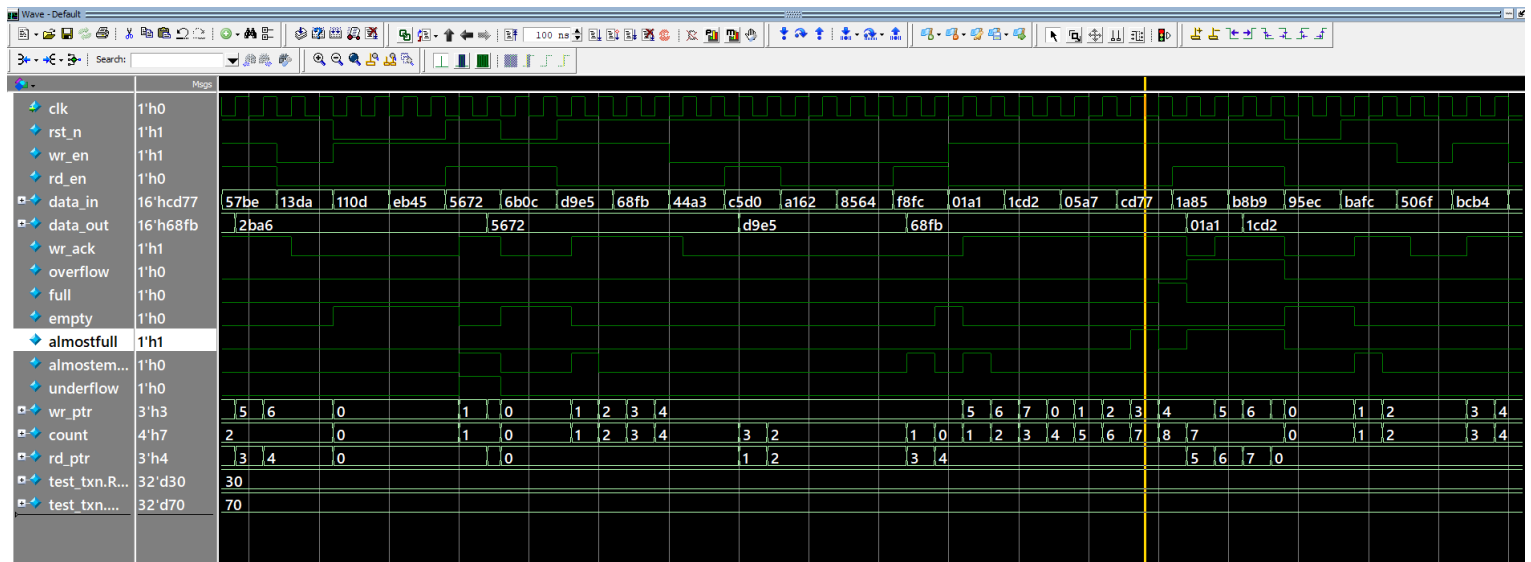 Wave - Default
100 ns
Search:
Msgs
clk 1'h0
rst_n 1'h1
wr_en 1'h1
rd_en 1'h0
data_in 16'hcd77 57be 13da 110d eb45 5672 6b0c d9e5 68fb 44a3 c5d0 a162 8564 f8fc 01a1 1cd2 05a7 cd77 1a85 b8b9 95ec bafc 506f bcb4
data_out 16'h68fb 2ba6 5672 d9e5 68fb 01a1 1cd2
wr_ack 1'h1
overflow 1'h0
full 1'h0
empty 1'h0
almostfull 1'h1
almostem... 1'h0
underflow 1'h0
wr_ptr 3'h3 5 6 0 1 0 1 2 3 4 5 6 7 0 1 2 3 4 5 6 0 1 2 3 4
count 4'h7 2 0 1 0 1 2 3 4 3 2 1 0 1 2 3 4 5 6 7 8 7 0 1 2 3 4
rd_ptr 3'h4 3 4 0 0 1 2 3 4 5 6 7 0
test_txn.R... 32'd30 30
test_txn.... 32'd70 70